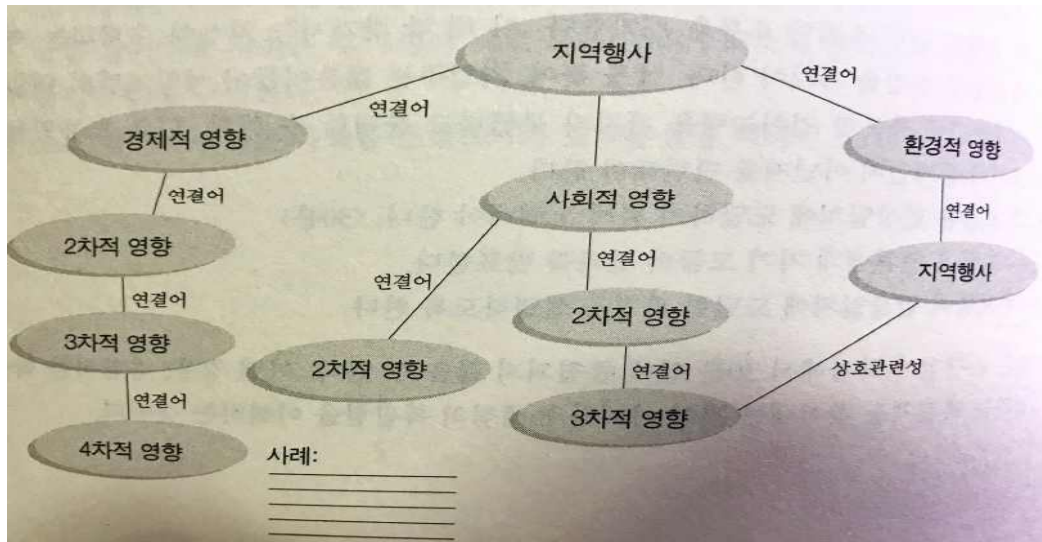 지역행사
연결어
연결어
경제적 영향
환경적 영향
연결어
사회적 영향
연결어
2차적 영향
연결어
연결어
지역행사
연결어
2차적 영향
3차적 영향
2차적 영향
연결어
상호관련성
연결어
3차적 영향
4차적 영향
사례: